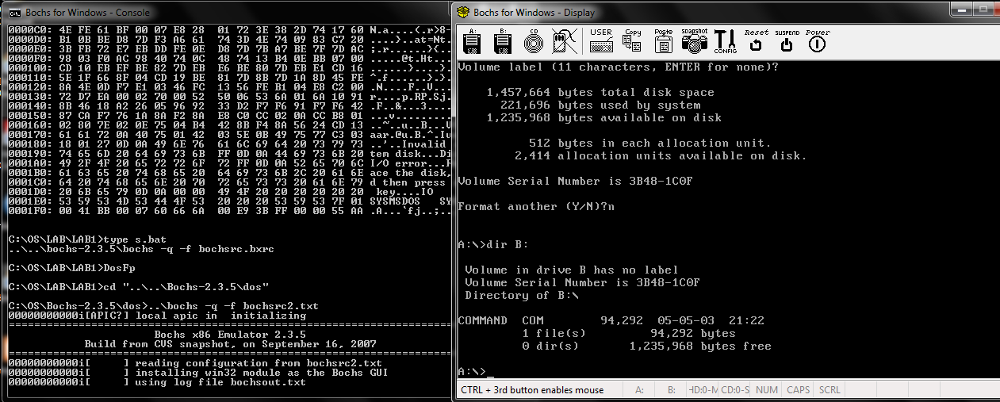 Bochs for Windows - Console
0000C0: 4E FE 61 BF 00 07 E8 28 01 72 3E 38 2D 74 17 60 N.a....(.r>8-t.`
0000D0: B1 0B BE D8 7D F3 A6 61 74 3D 4E 74 09 83 C7 20 ....}..at=Nt...
0000E0: 3B FB 72 E7 EB DD FE 0E D8 7D 7B A7 BE 7F 7D AC ;.r......}{...}.
0000F0: 98 03 F0 AC 98 40 74 0C 48 74 13 B4 0E BB 07 00 .....@t.Ht......
000100: CD 10 EB EF BE 82 7D EB E6 BE 80 7D EB E1 CD 16 ......}....}....
000110: 5E 1F 66 8F 04 CD 19 BE 81 7D 8B 7D 1A 8D 45 FE ^.f......}.}..E.
000120: 8A 4E 0D F7 E1 03 46 FC 13 56 FE B1 04 E8 C2 00 .N....F..V......
000130: 72 D7 EA 00 02 70 00 52 50 06 53 6A 01 6A 10 91 r....p.RP.Sj.j..
000140: 8B 46 18 A2 26 05 96 92 33 D2 F7 F6 91 F7 F6 42 .F..&...3......B
000150: 87 CA F7 76 1A 8A F2 8A E8 C0 CC 02 0A CC B8 01 ...v............
000160: 02 80 7E 02 0E 75 04 B4 42 8B F4 8A 56 24 CD 13 ..~..u..B...V$..
000170: 61 61 72 0A 40 75 01 42 03 5E 0B 49 75 77 C3 03 aar.@u.B.^.Iuw..
000180: 18 01 27 0D 0A 49 6E 76 61 6C 69 64 20 73 79 73 ..'..Invalid sys
000190: 74 65 6D 20 64 69 73 6B FF 0D 0A 44 69 73 6B 20 tem disk...Disk
0001A0: 49 2F 4F 20 65 72 72 6F 72 FF 0D 0A 52 65 70 6C I/O error...Repl
0001B0: 61 63 65 20 74 68 65 20 64 69 73 6B 2C 20 61 6E ace the disk, an
0001C0: 64 20 74 68 65 6E 20 70 72 65 73 73 20 61 6E 79 d then press any
0001D0: 20 6B 65 79 0D 0A 00 00 49 4F 20 20 20 20 20 20 key....IO
0001E0: 53 59 53 4D 53 44 4F 53 20 20 20 53 59 53 7F 01 SYSMSDOS SYS..
0001F0: 00 41 BB 00 07 60 66 6A 00 E9 3B FF 00 00 55 AA .A...`fj..;...U.
C:\OS\LAB\LAB1>type s.bat
..\..\bochs-2.3.5\bochs -q -f bochsrc.bxrc
C:\OS\LAB\LAB1>DosFp
C:\OS\LAB\LAB1>cd "..\..\Bochs-2.3.5\dos"
C:\OS\Bochs-2.3.5\dos>..\bochs -q -f bochsrc2.txt
00000000000i[APIC?] local apic in initializing
========================================================================
Bochs x86 Emulator 2.3.5
Build from CVS snapshot, on September 16, 2007
========================================================================
00000000000i[ ] reading configuration from bochsrc2.txt
00000000000i[ ] installing win32 module as the Bochs GUI
00000000000i[ ] using log file bochsout.txt
Bochs for Windows - Display
A: B: CD USER Copy Paste snapshot CONFIG Reset SUSPEND Power
Volume label (11 characters, ENTER for none)?
1,457,664 bytes total disk space
221,696 bytes used by system
1,235,968 bytes available on disk
512 bytes in each allocation unit.
2,414 allocation units available on disk.
Volume Serial Number is 3B48-1C0F
Format another (Y/N)?n
A:\>dir B:
Volume in drive B has no label
Volume Serial Number is 3B48-1C0F
Directory of B:\
COMMAND COM 94,292 05-05-03 21:22
1 file(s) 94,292 bytes
0 dir(s) 1,235,968 bytes free
A:\>_
CTRL + 3rd button enables mouse A: B: HD:0-M CD:0-S NUM CAPS SCRL